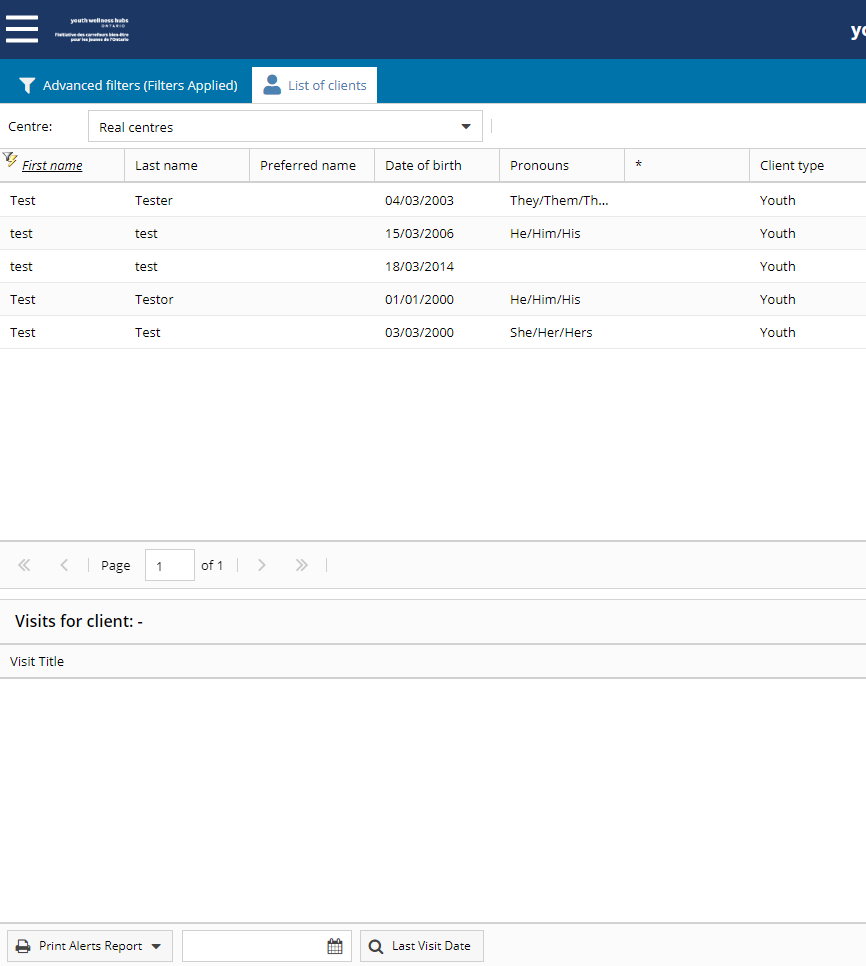 youth wellness hubs
ONTARIO
l'initiative des carrefours bien-être
pour les jeunes de l'Ontario
yo
Advanced filters (Filters Applied)
List of clients
Centre: Real centres
First name Last name Preferred name Date of birth Pronouns * Client type
Test Tester 04/03/2003 They/Them/Th... Youth
test test 15/03/2006 He/Him/His Youth
test test 18/03/2014 Youth
Test Testor 01/01/2000 He/Him/His Youth
Test Test 03/03/2000 She/Her/Hers Youth
Page 1 of 1
Visits for client: -
Visit Title
Print Alerts Report Last Visit Date